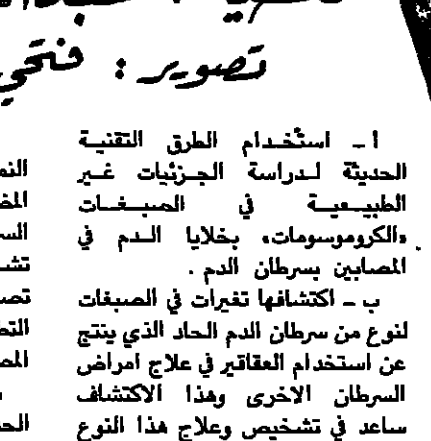 تصوير : فتحي
أ ـ استخدام الطرق التقنية
الحديثة لدراسة الجزئيات غير
الطبيعية في الصبغات
«الكروموسومات» بخلايا الدم في
المصابين بسرطان الدم .
ب ـ اكتشافها تغيرات في الصبغات
لنوع من سرطان الدم الحاد الذي ينتج
عن استخدام العقاقير في علاج امراض
السرطان الاخرى وهذا الاكتشاف
ساعد في تشخيص وعلاج هذا النوع